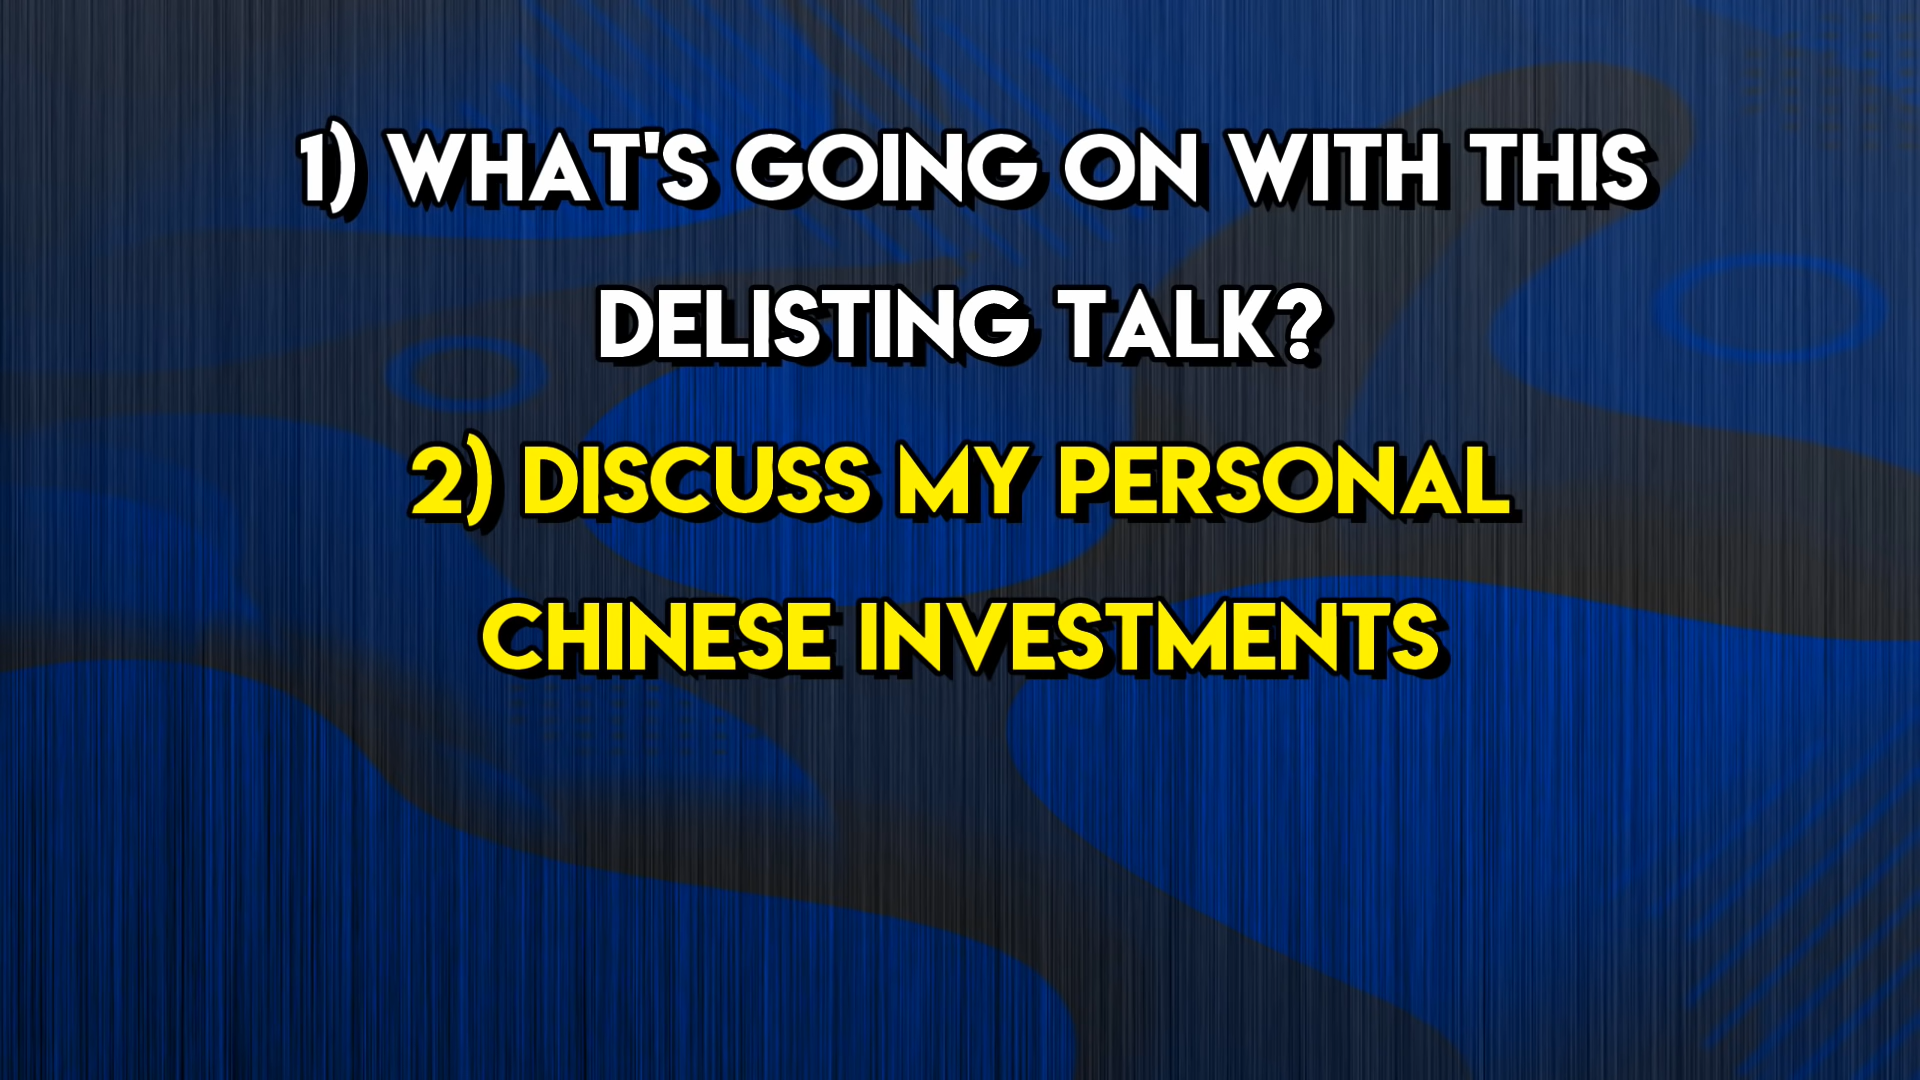 1) WHAT'S GOING ON WITH THIS
DELISTING TALK?
2) DISCUSS MY PERSONAL
CHINESE INVESTMENTS